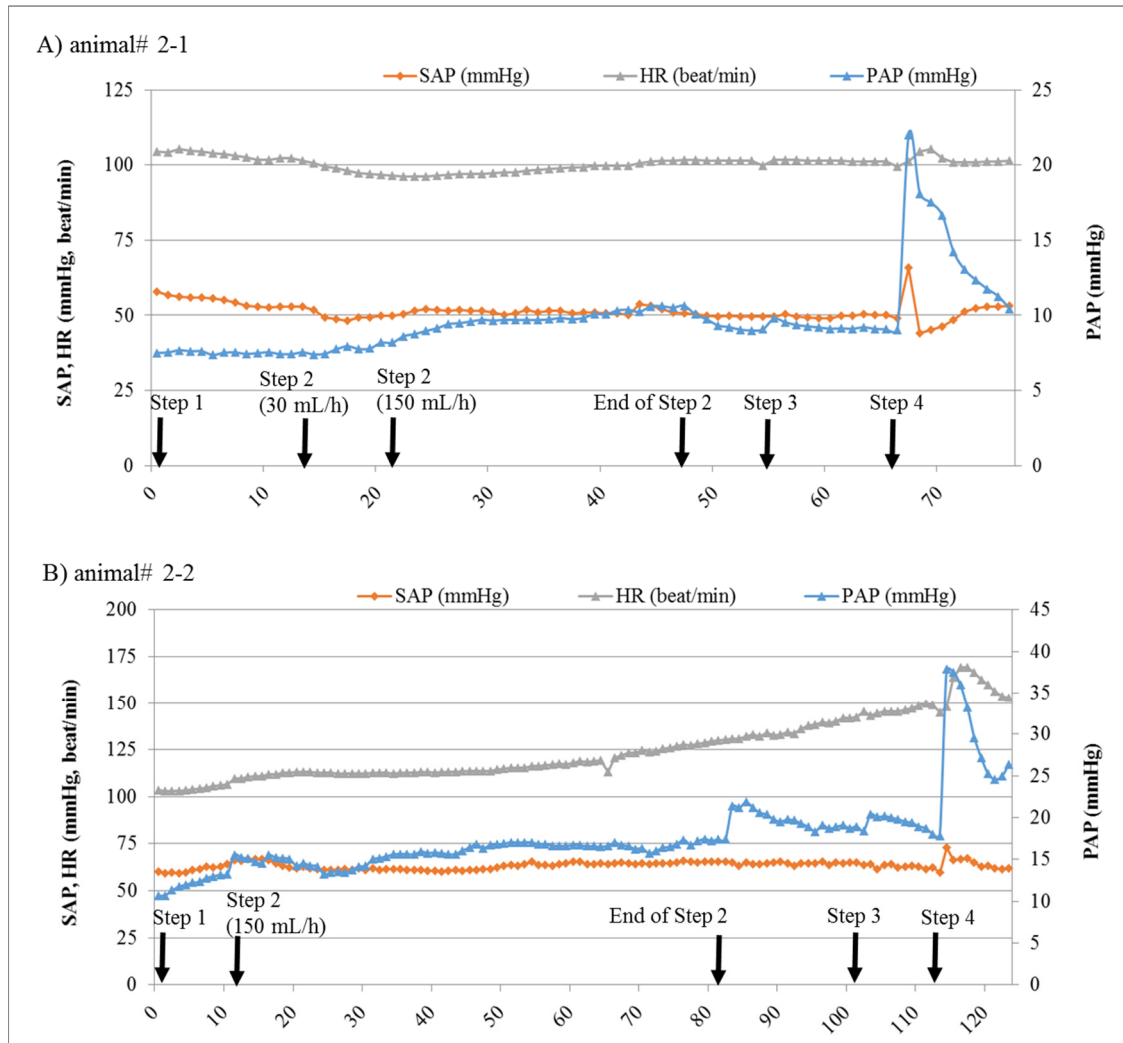 A) animal# 2-1
SAP (mmHg) HR (beat/min) PAP (mmHg)
SAP, HR (mmHg, beat/min)
125
100
75
50
25
0
25
20
15
10
5
0
PAP (mmHg)
Step 1
Step 2
(30 mL/h)
Step 2
(150 mL/h)
End of Step 2
Step 3
Step 4
0 10 20 30 40 50 60 70
B) animal# 2-2
SAP (mmHg) HR (beat/min) PAP (mmHg)
SAP, HR (mmHg, beat/min)
200
175
150
125
100
75
50
25
0
45
40
35
30
25
20
15
10
5
0
PAP (mmHg)
Step 1
Step 2
(150 mL/h)
End of Step 2
Step 3
Step 4
0 10 20 30 40 50 60 70 80 90 100 110 120